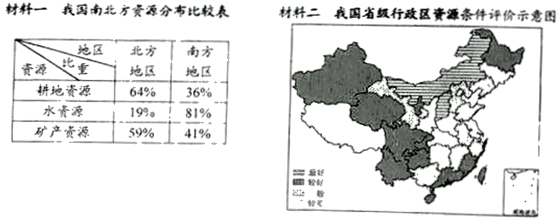 材料一 我国南北方资源分布比较表
地区 比重 资源 北方地区 南方地区
耕地资源 64% 36%
水资源 19% 81%
矿产资源 59% 41%
材料二 我国省级行政区资源条件评价示意图
最好
较好
一般
较差